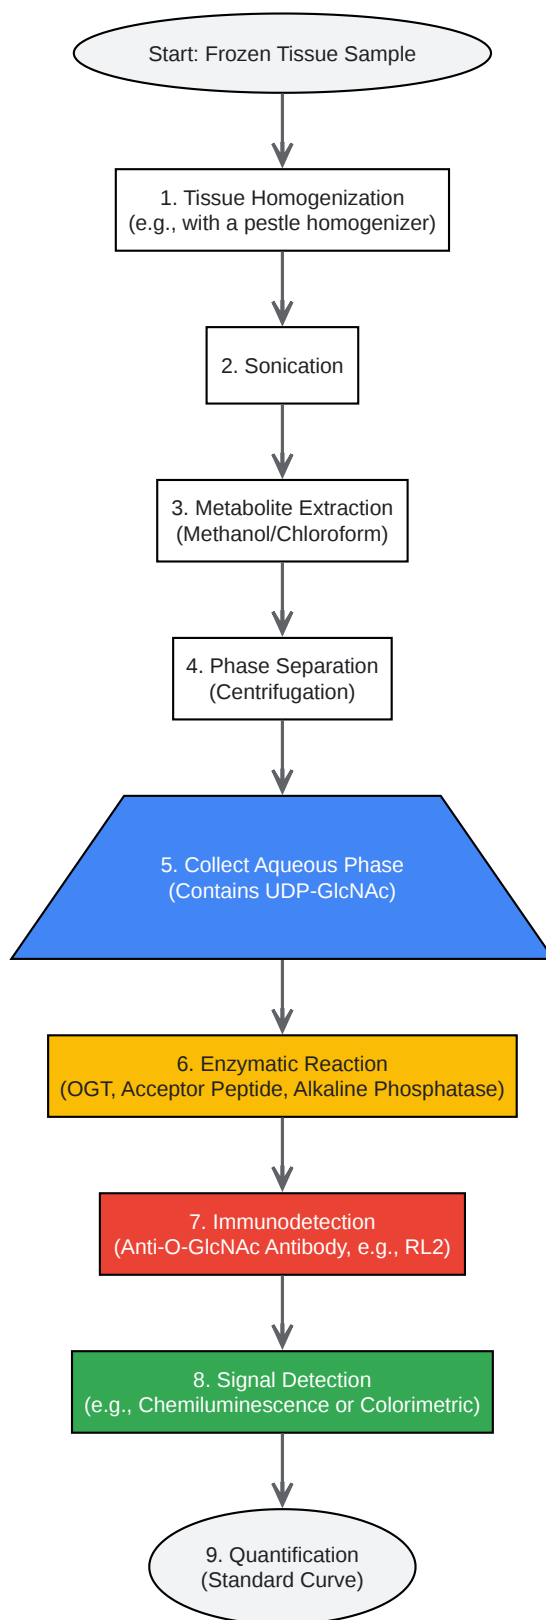 Start: Frozen Tissue Sample
1. Tissue Homogenization
(e.g., with a pestle homogenizer)
2. Sonication
3. Metabolite Extraction
(Methanol/Chloroform)
4. Phase Separation
(Centrifugation)
5. Collect Aqueous Phase
(Contains UDP-GlcNAc)
6. Enzymatic Reaction
(OGT, Acceptor Peptide, Alkaline Phosphatase)
7. Immunodetection
(Anti-O-GlcNAc Antibody, e.g., RL2)
8. Signal Detection
(e.g., Chemiluminescence or Colorimetric)
9. Quantification
(Standard Curve)